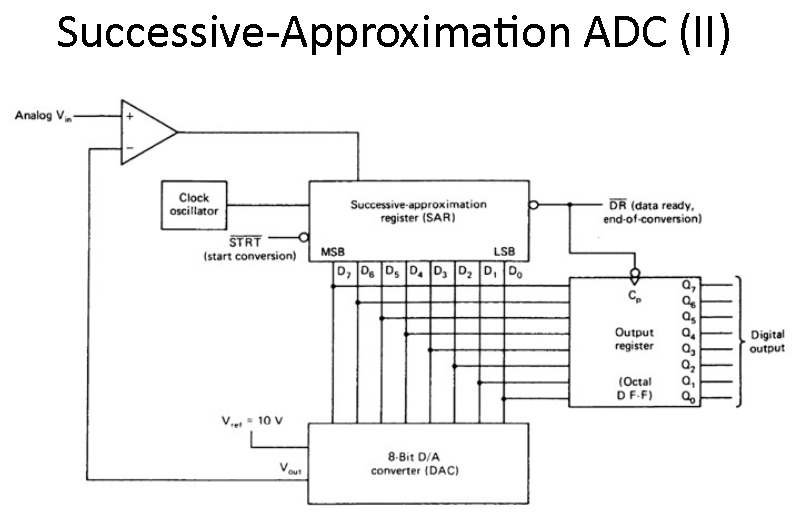 Successive-Approximation ADC (II)
Analog Vin
+
−
Clock
oscillator
Successive-approximation
register (SAR)
DR (data ready,
end-of-conversion)
STRT
(start conversion)
MSB
LSB
D7 D6 D5 D4 D3 D2 D1 D0
Cp
Q7
Q6
Q5
Output
register
Q4
Q3
Q2
(Octal
D F-F)
Q1
Q0
Digital
output
Vref = 10 V
Vout
8-Bit D/A
converter (DAC)